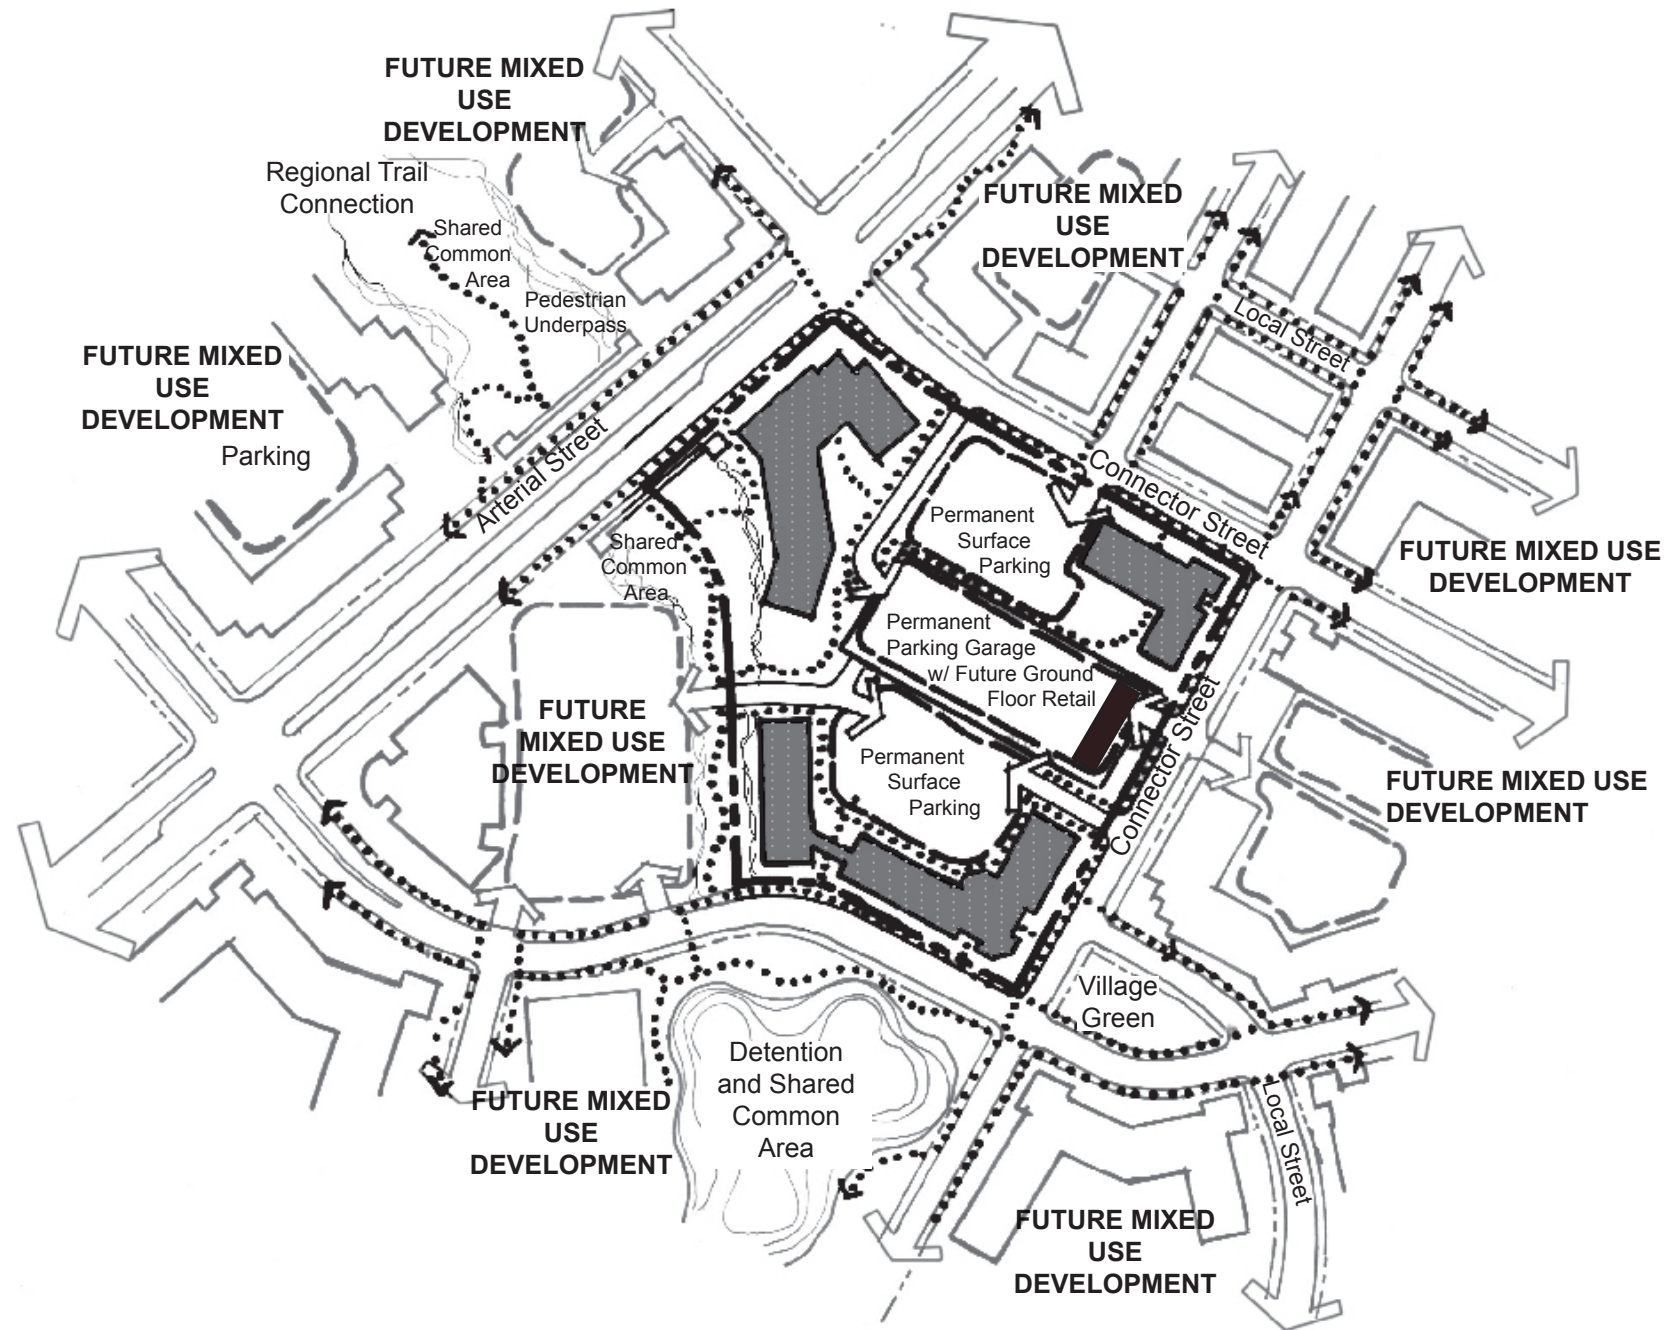 FUTURE MIXED
USE
DEVELOPMENT
Regional Trail
Connection
Shared
Common
Area
Pedestrian
Underpass
FUTURE MIXED
USE
DEVELOPMENT
Local Street
FUTURE MIXED
USE
DEVELOPMENT
Parking
Arterial Street
Connector Street
Permanent
Surface
Parking
Shared
Common
Area
FUTURE MIXED USE
DEVELOPMENT
Permanent
Parking Garage
w/ Future Ground
Floor Retail
Connector Street
FUTURE
MIXED USE
DEVELOPMENT
Permanent
Surface
Parking
FUTURE MIXED USE
DEVELOPMENT
Village
Green
Detention
and Shared
Common
Area
FUTURE MIXED
USE
DEVELOPMENT
Local Street
FUTURE MIXED
USE
DEVELOPMENT